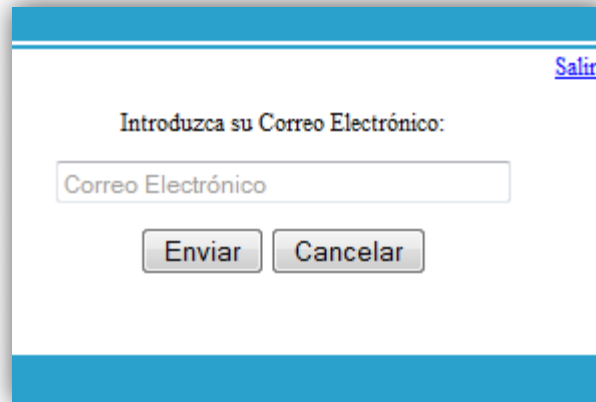 Salir
Introduzca su Correo Electrónico:
Correo Electrónico
Enviar Cancelar